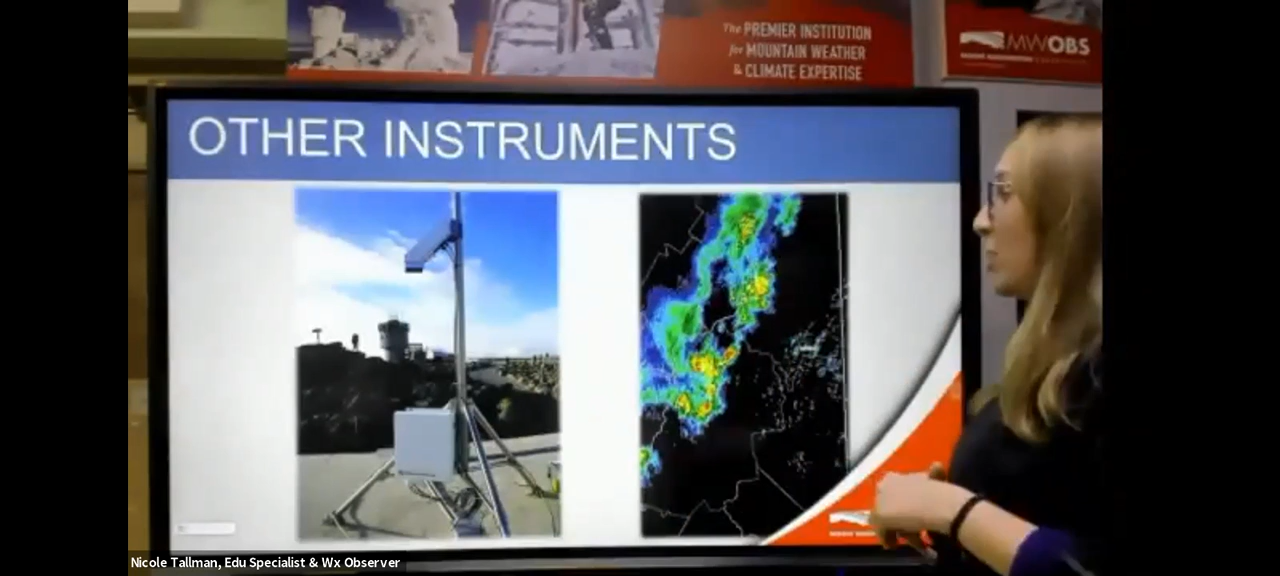 The PREMIER INSTITUTION
for MOUNTAIN WEATHER
& CLIMATE EXPERTISE
MWOBS
OTHER INSTRUMENTS
Nicole Tallman, Edu Specialist & Wx Observer